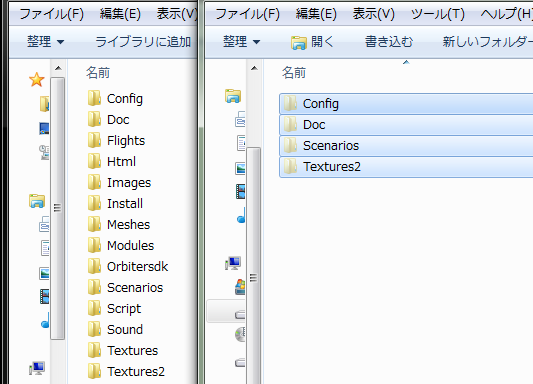 ファイル(F) 編集(E) 表示(V)
整理 ライブラリに追加
名前
Config
Doc
Flights
Html
Images
Install
Meshes
Modules
Orbitersdk
Scenarios
Script
Sound
Textures
Textures2
ファイル(F) 編集(E) 表示(V) ツール(T) ヘルプ(H)
整理 開く 書き込む 新しいフォルダー
名前
Config
Doc
Scenarios
Textures2